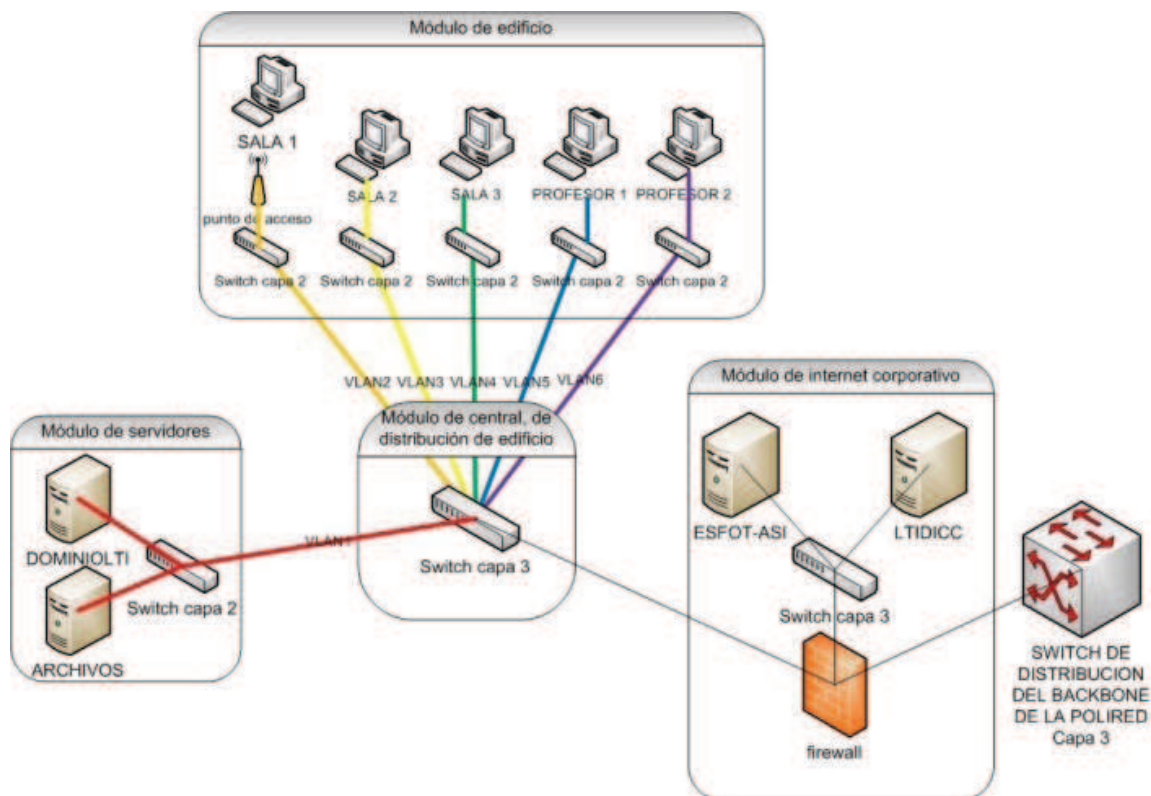 Módulo de edificio
SALA 1
SALA 2
SALA 3
PROFESOR 1
PROFESOR 2
punto de acceso
Switch capa 2
Switch capa 2
Switch capa 2
Switch capa 2
Switch capa 2
VLAN2
VLAN3
VLAN4
VLAN5
VLAN6
Módulo de servidores
DOMINIOLTI
Switch capa 2
ARCHIVOS
VLAN1
Módulo de central, de
distribución de edificio
Switch capa 3
Módulo de internet corporativo
ESFOT-ASI
LTIDICC
Switch capa 3
firewall
SWITCH DE
DISTRIBUCION
DEL BACKBONE
DE LA POLIRED
Capa 3